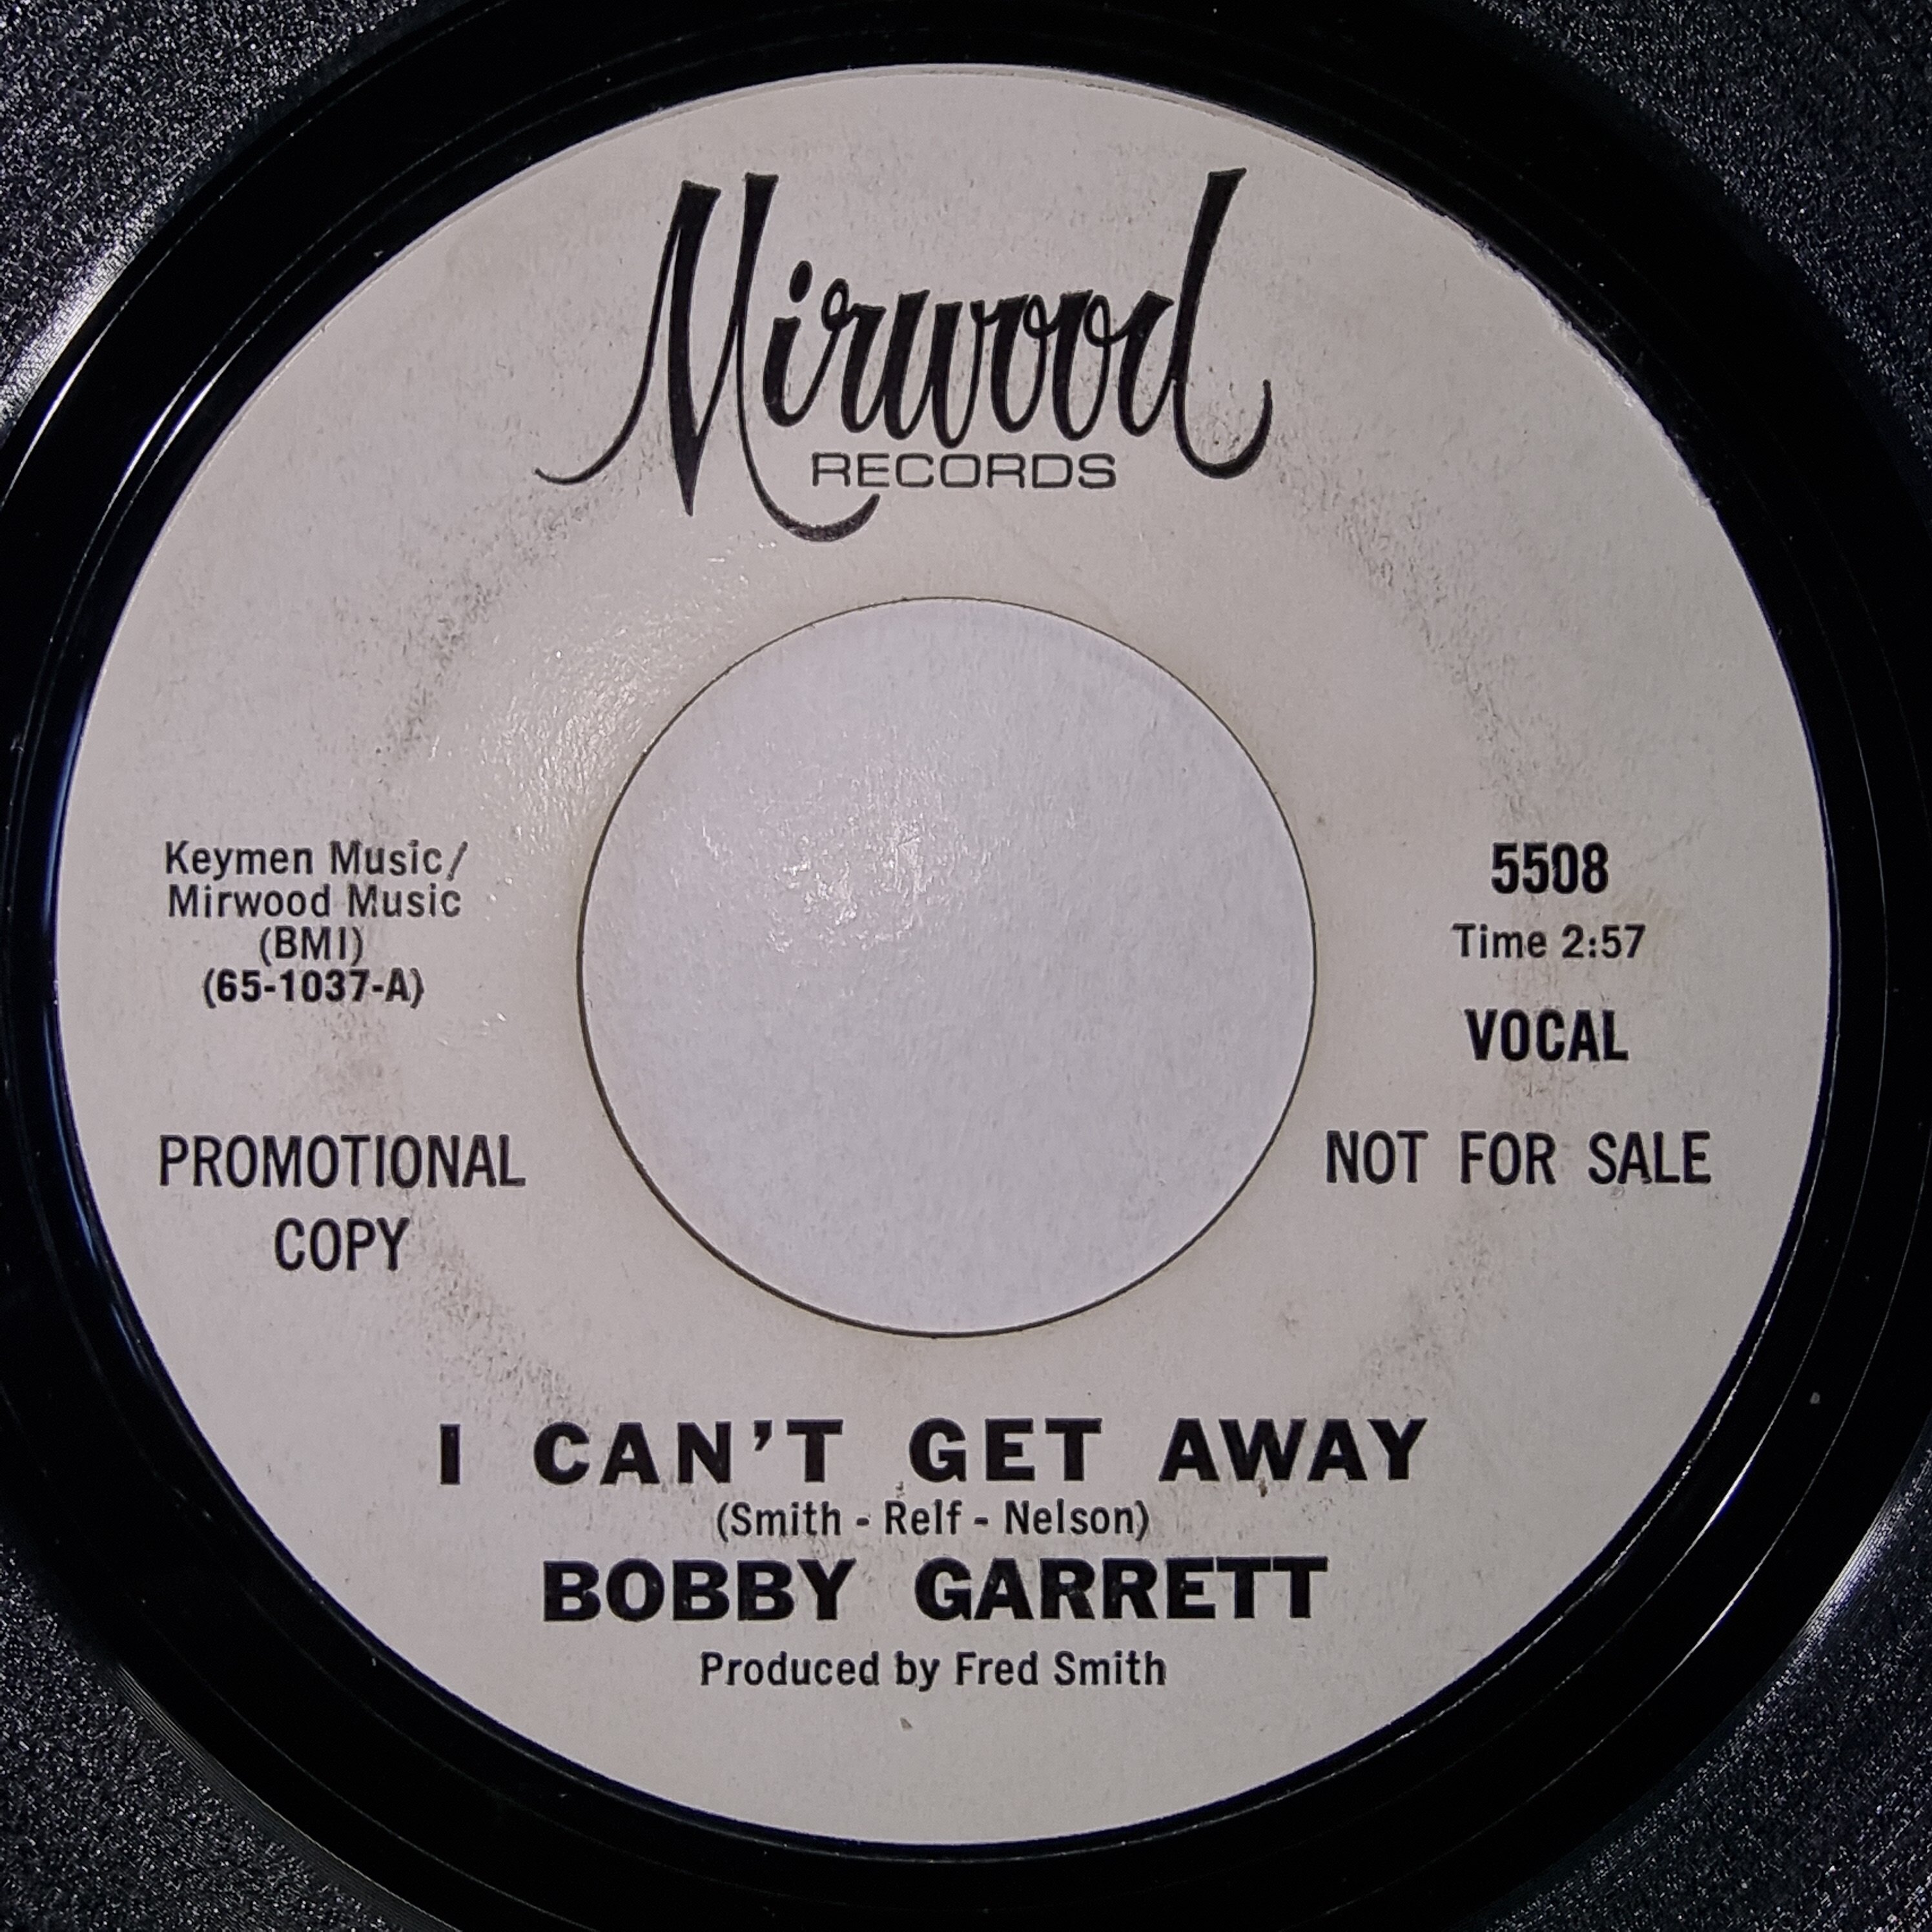 Mirwood
RECORDS
Keymen Music/
Mirwood Music
(BMI)
(65-1037-A)
PROMOTIONAL
COPY
5508
Time 2:57
VOCAL
NOT FOR SALE
I CAN'T GET AWAY
(Smith - Relf - Nelson)
BOBBY GARRETT
Produced by Fred Smith